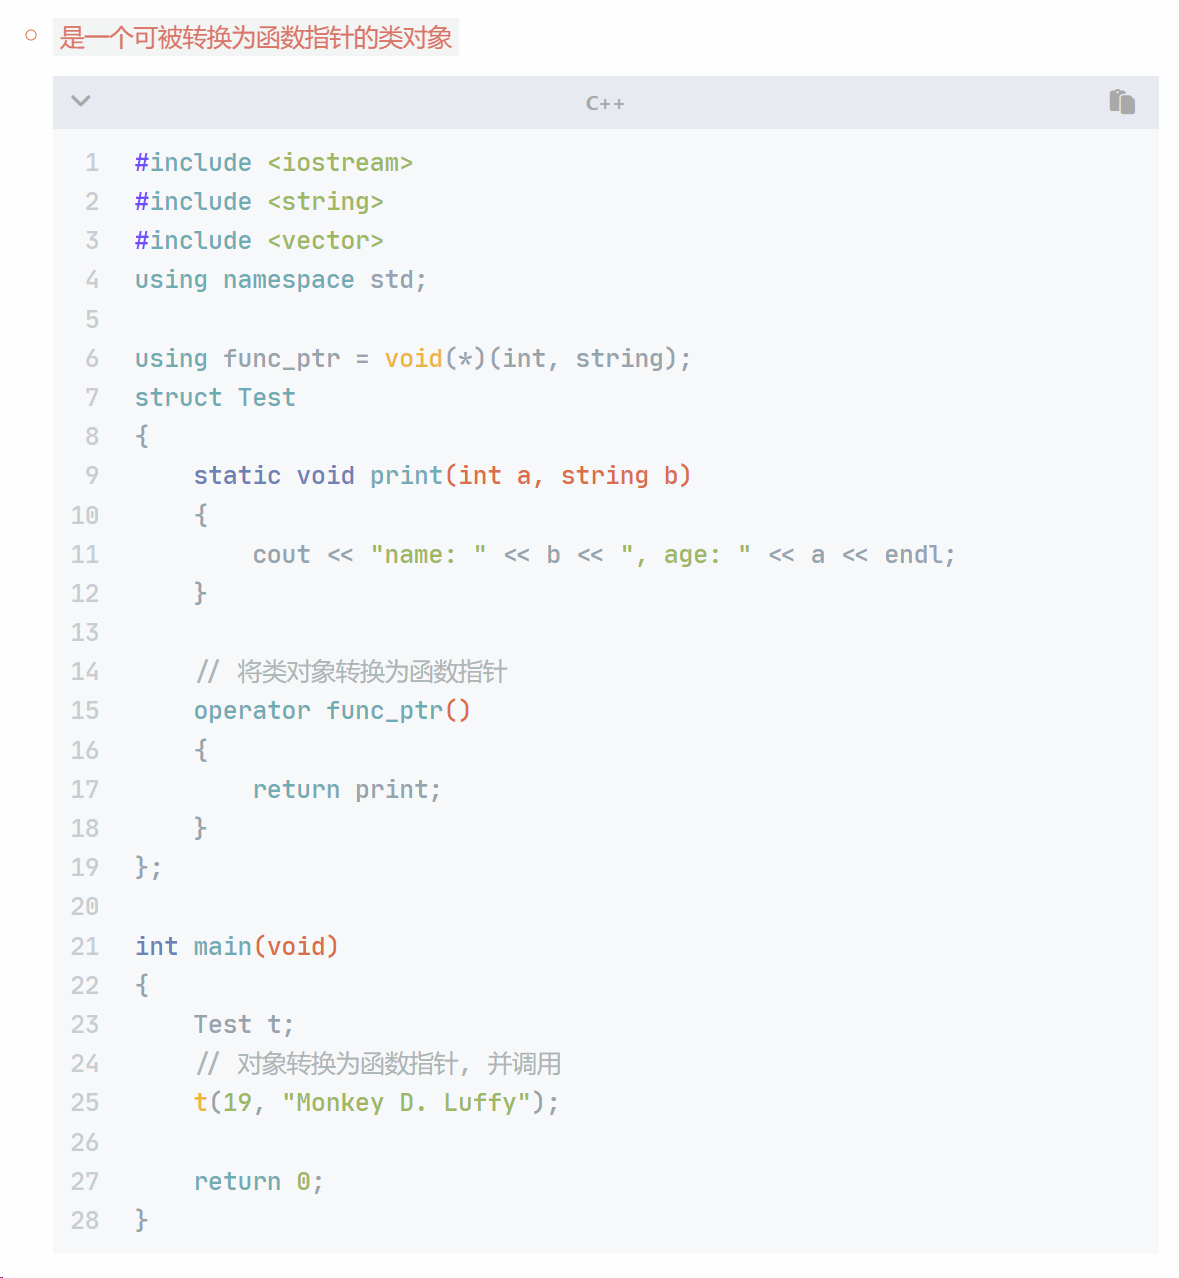 是一个可被转换为函数指针的类对象
C++
1 #include <iostream>
2 #include <string>
3 #include <vector>
4 using namespace std;
5
6 using func_ptr = void(*)(int, string);
7 struct Test
8 {
9     static void print(int a, string b)
10     {
11         cout << "name: " << b << ", age: " << a << endl;
12     }
13
14     // 将类对象转换为函数指针
15     operator func_ptr()
16     {
17         return print;
18     }
19 };
20
21 int main(void)
22 {
23     Test t;
24     // 对象转换为函数指针, 并调用
25     t(19, "Monkey D. Luffy");
26
27     return 0;
28 }